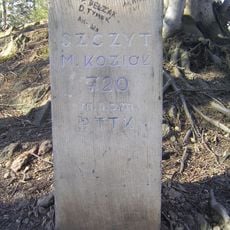 SZCZYT
M. KOZIOŁ
720
m n.p.m
PTTK